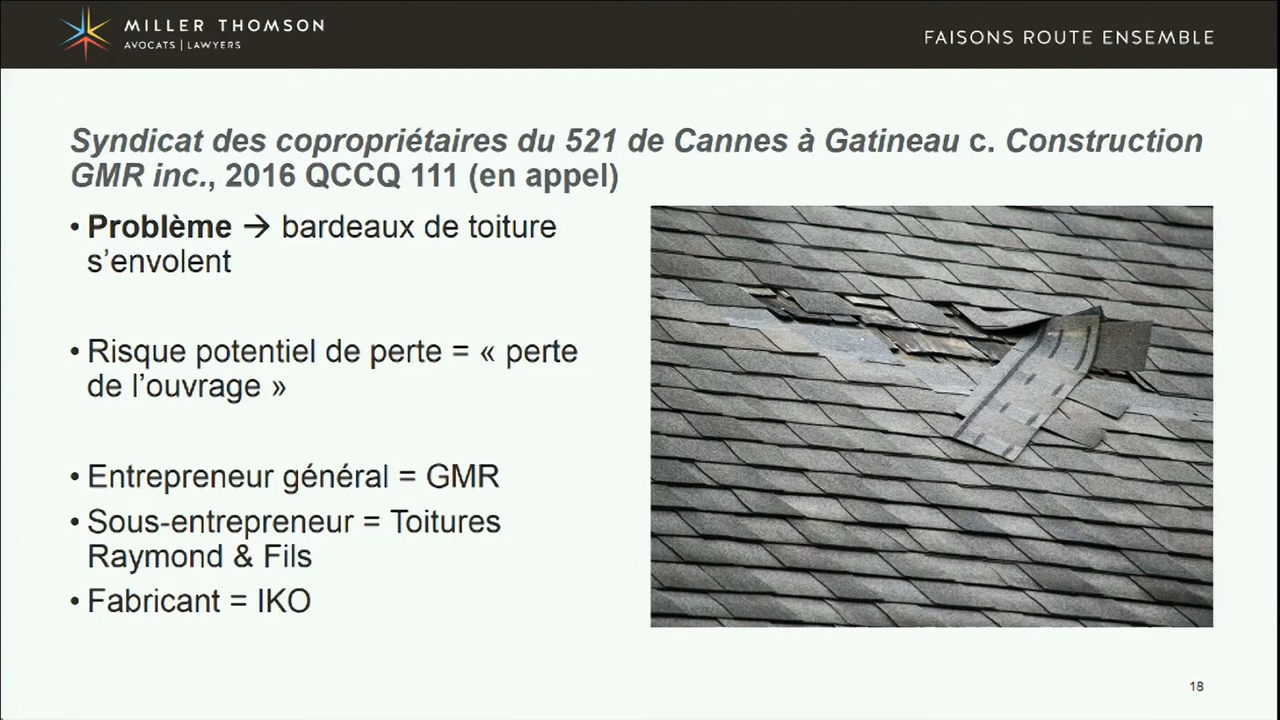 MILLER THOMSON
AVOCATS | LAWYERS
FAISONS ROUTE ENSEMBLE
Syndicat des copropriétaires du 521 de Cannes à Gatineau c. Construction
GMR inc., 2016 QCCQ 111 (en appel)
• Problème → bardeaux de toiture
s’envolent
• Risque potentiel de perte = « perte
de l’ouvrage »
• Entrepreneur général = GMR
• Sous-entrepreneur = Toitures
Raymond & Fils
• Fabricant = IKO
18